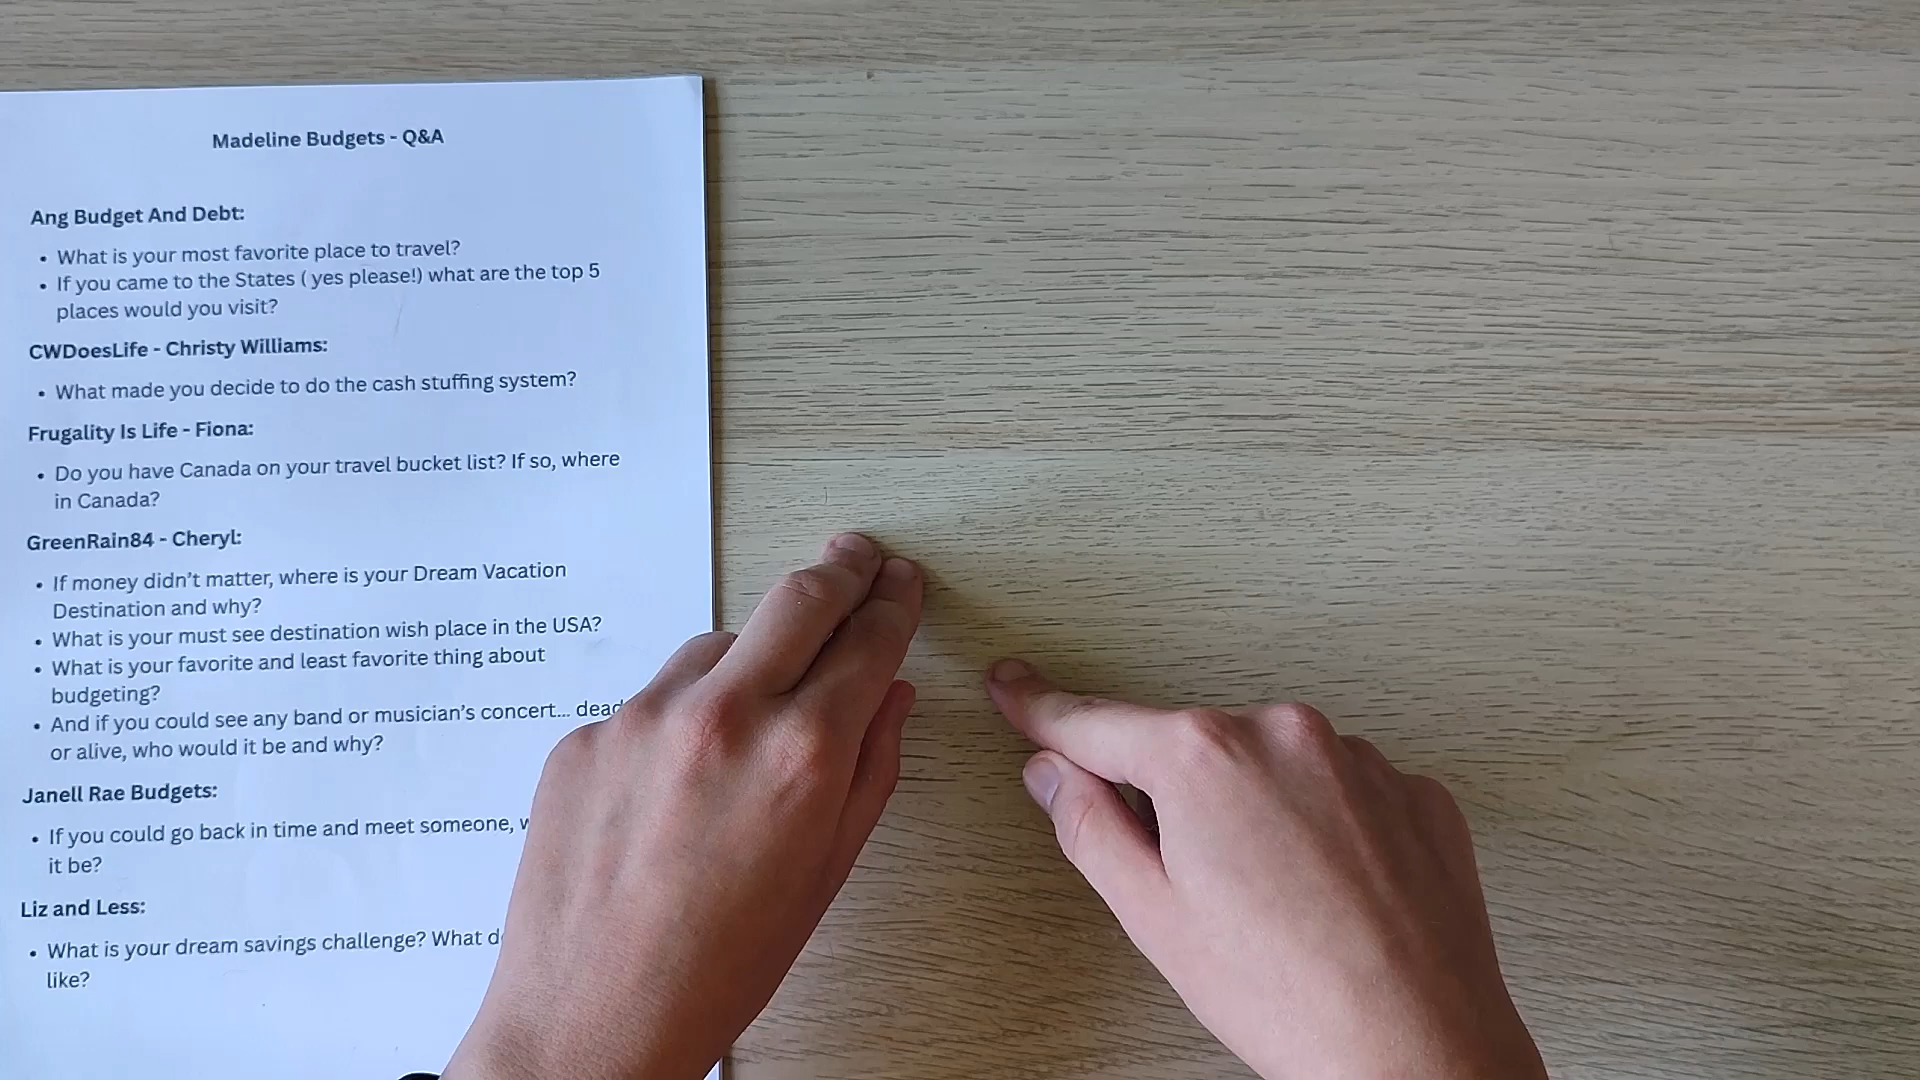 Madeline Budgets - Q&A
Ang Budget And Debt:
• What is your most favorite place to travel?
• If you came to the States ( yes please!) what are the top 5
places would you visit?
CWDoesLife - Christy Williams:
• What made you decide to do the cash stuffing system?
Frugality Is Life - Fiona:
• Do you have Canada on your travel bucket list? If so, where
in Canada?
GreenRain84 - Cheryl:
• If money didn’t matter, where is your Dream Vacation
Destination and why?
• What is your must see destination wish place in the USA?
• What is your favorite and least favorite thing about
budgeting?
• And if you could see any band or musician’s concert... dead
or alive, who would it be and why?
Janell Rae Budgets:
• If you could go back in time and meet someone,
it be?
Liz and Less:
• What is your dream savings challenge? What
like?